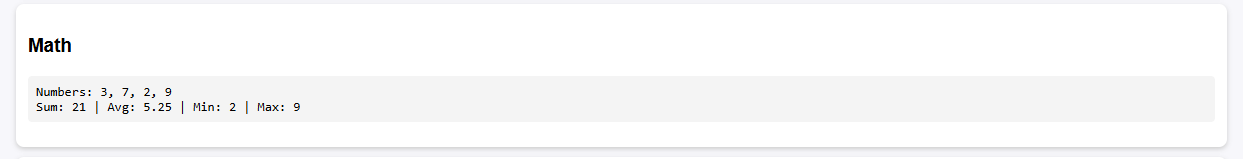 Math
Numbers: 3, 7, 2, 9
Sum: 21 | Avg: 5.25 | Min: 2 | Max: 9